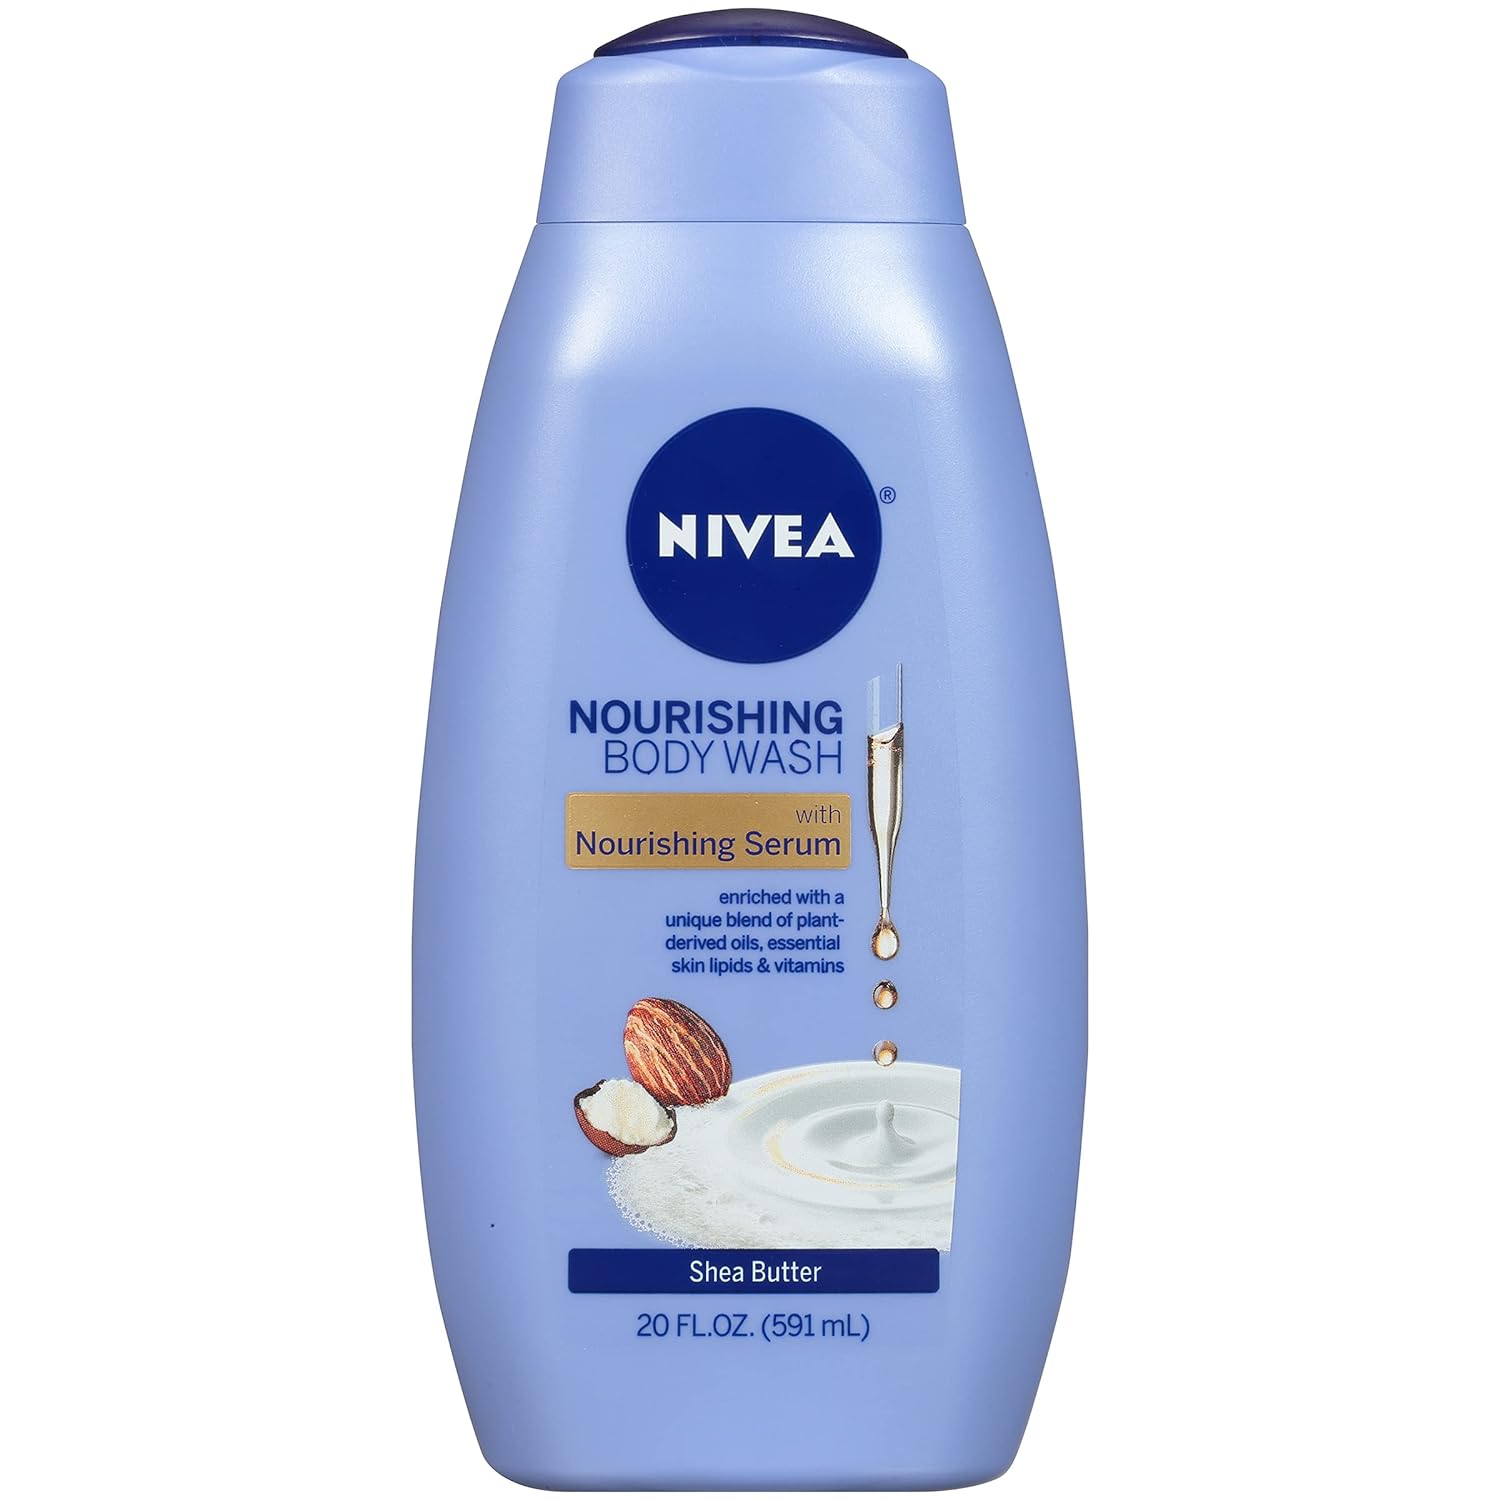 NIVEA®
NOURISHING
BODY WASH
with
Nourishing Serum
enriched with a
unique blend of plant-
derived oils, essential
skin lipids & vitamins
Shea Butter
20 FL.OZ. (591 mL)